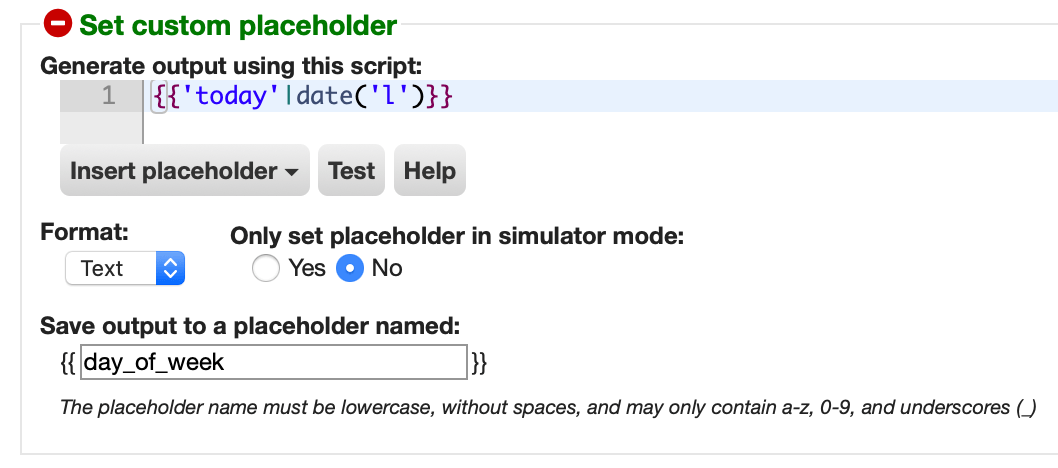 Set custom placeholder
Generate output using this script:
1 {{'today'|date('l')}}
Insert placeholder Test Help
Format: Only set placeholder in simulator mode:
Text Yes No
Save output to a placeholder named:
{{ day_of_week }}
The placeholder name must be lowercase, without spaces, and may only contain a-z, 0-9, and underscores (_)